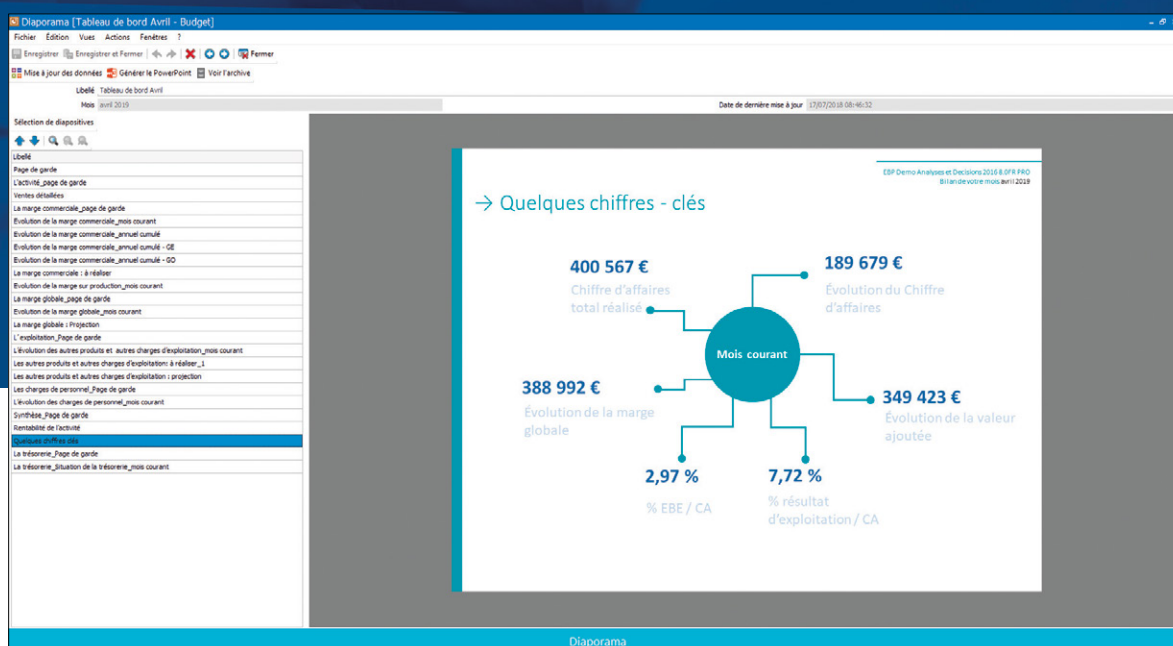 Diaporama [Tableau de bord Avril - Budget]
Fichier Édition Vues Actions Fenêtres ?
Enregistrer Enregistrer et Fermer Fermer
Mise à jour des données Générer le PowerPoint Voir l'archive
Libellé Tableau de bord Avril
Mois avril 2019 Date de dernière mise à jour 17/07/2018 08:46:32
Sélection de diapositives
Libellé
Page de garde
L'activité_page de garde
Ventes détaillées
La marge commerciale_page de garde
Evolution de la marge commerciale_mois courant
Evolution de la marge commerciale_annuel cumulé
Evolution de la marge commerciale_annuel cumulé - GE
Evolution de la marge commerciale_annuel cumulé - GO
La marge commerciale : à réaliser
Evolution de la marge sur production_mois courant
La marge globale_page de garde
Evolution de la marge globale_mois courant
La marge globale : Projection
L'exploitation_Page de garde
L'évolution des autres produits et autres charges d'exploitation_mois courant
Les autres produits et autres charges d'exploitation: à réaliser_1
Les autres produits et autres charges d'exploitation : projection
Les charges de personnel_Page de garde
L'évolution des charges de personnel_mois courant
Synthèse_Page de garde
Rentabilité de l'activité
Quelques chiffres clés
La trésorerie_Page de garde
La trésorerie_Situation de la trésorerie_mois courant
EBP Demo Analyses et Decisions 2016 8.0FR PRO
Bilan de votre mois avril 2019
→ Quelques chiffres - clés
400 567 €
Chiffre d'affaires
total réalisé
189 679 €
Évolution du Chiffre
d'affaires
Mois courant
388 992 €
Évolution de la marge
globale
349 423 €
Évolution de la valeur
ajoutée
2,97 %
% EBE / CA
7,72 %
% résultat
d'exploitation / CA
Diaporama